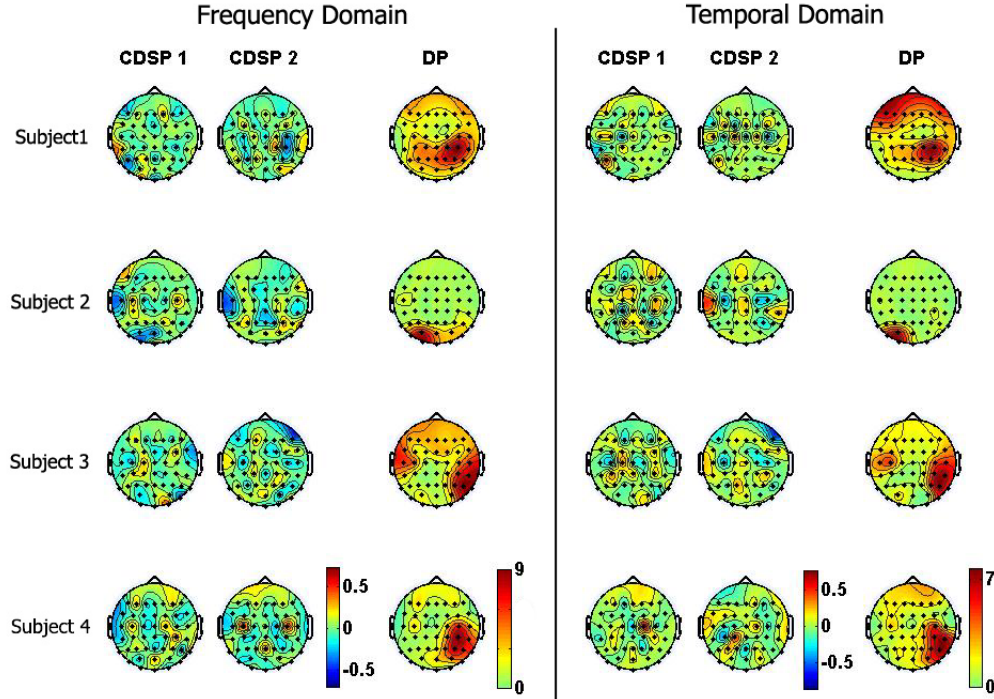 Frequency Domain
Temporal Domain
CDSP 1 CDSP 2 DP
CDSP 1 CDSP 2 DP
Subject1
Subject 2
Subject 3
Subject 4
0.5
0
-0.5
9
0
0.5
0
-0.5
7
0